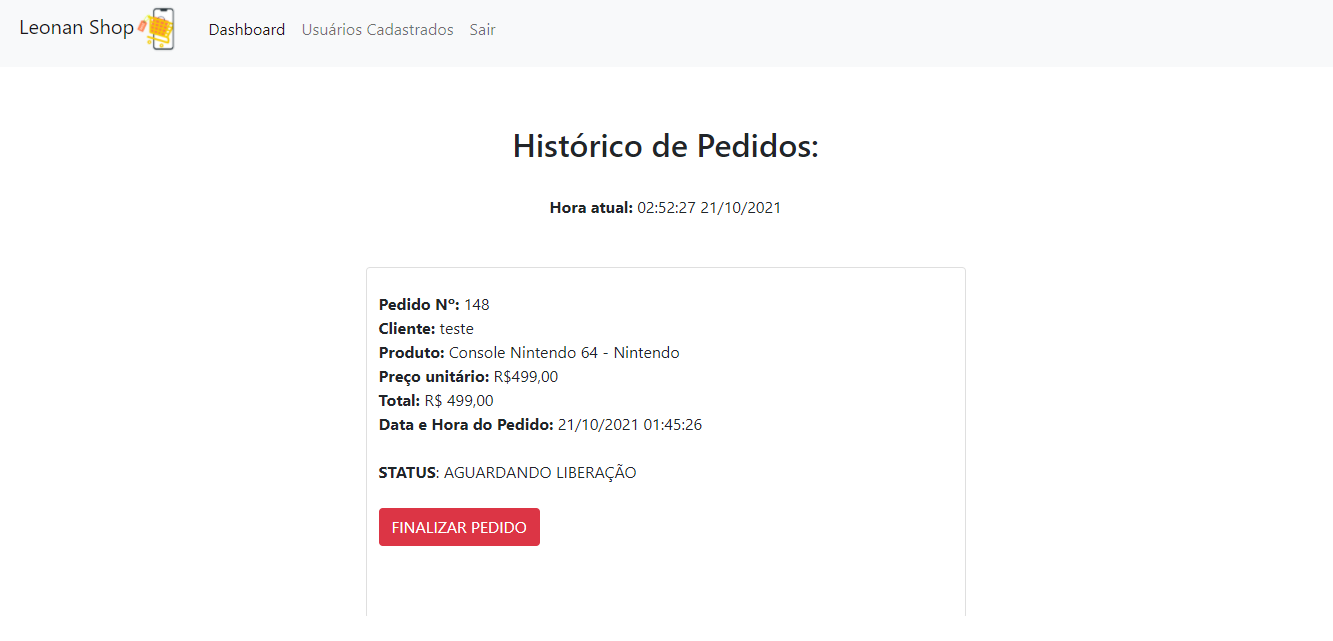 Leonan Shop
Dashboard Usuários Cadastrados Sair
Histórico de Pedidos:
Hora atual: 02:52:27 21/10/2021
Pedido Nº: 148
Cliente: teste
Produto: Console Nintendo 64 - Nintendo
Preço unitário: R$499,00
Total: R$ 499,00
Data e Hora do Pedido: 21/10/2021 01:45:26
STATUS: AGUARDANDO LIBERAÇÃO
FINALIZAR PEDIDO